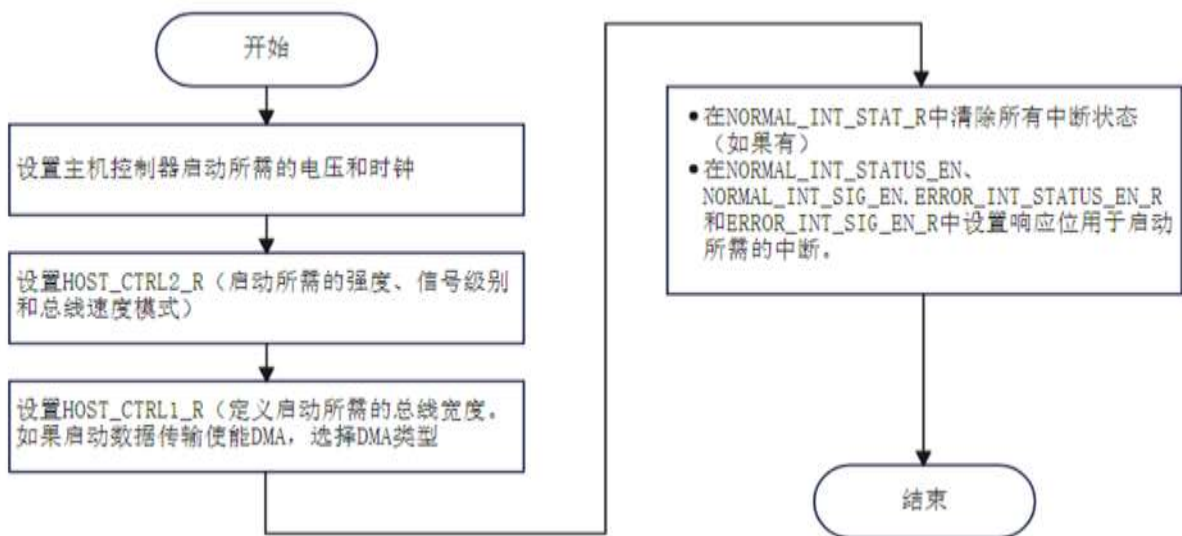 开始
设置主机控制器启动所需的电压和时钟
设置HOST_CTRL2_R（启动所需的强度、信号级别
和总线速度模式）
设置HOST_CTRL1_R（定义启动所需的总线宽度。
如果启动数据传输使能DMA，选择DMA类型
●在NORMAL_INT_STAT_R中清除所有中断状态
（如果有）
●在NORMAL_INT_STATUS_EN、
NORMAL_INT_SIG_EN.ERROR_INT_STATUS_EN_R
和ERROR_INT_SIG_EN_R中设置响应位用于启动
所需的中断。
结束